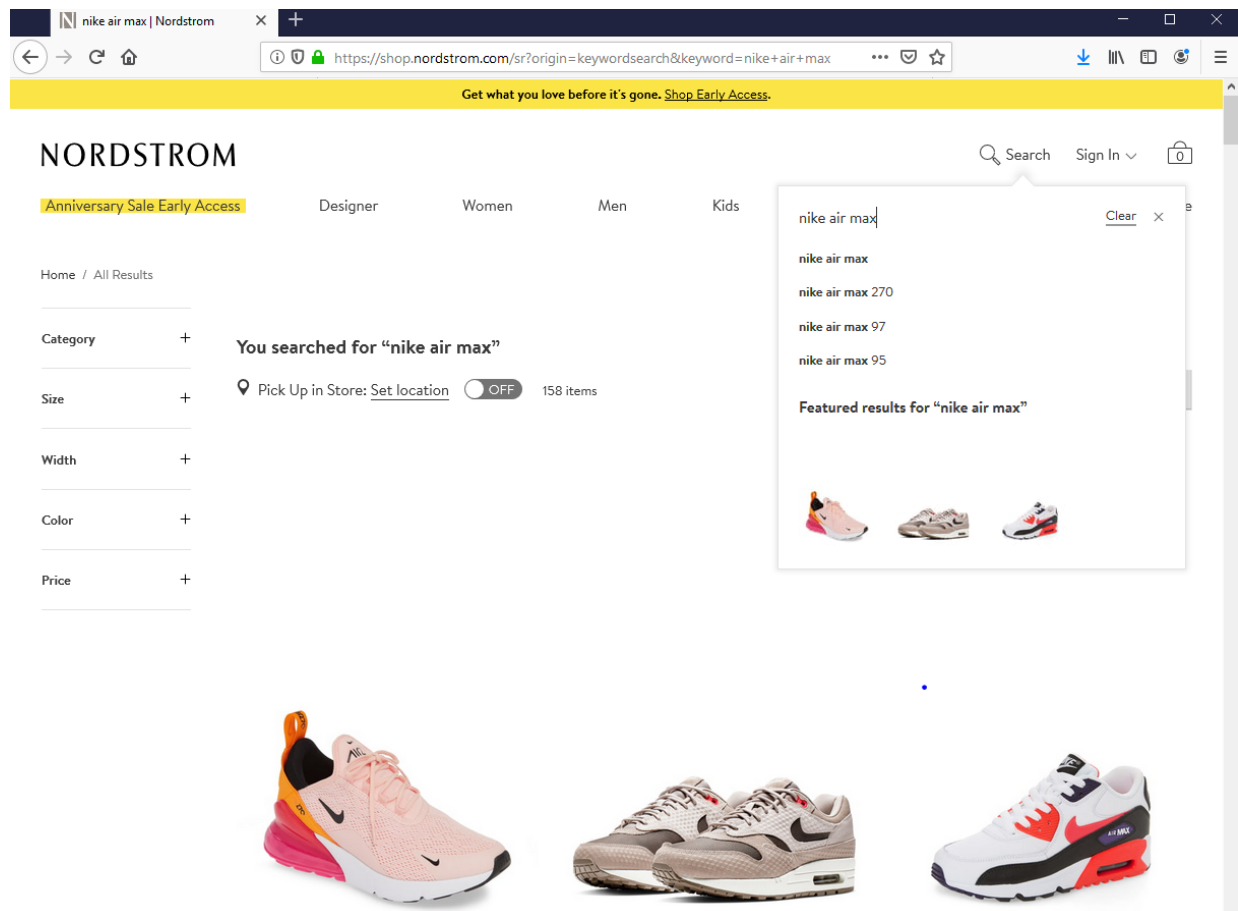 nike air max | Nordstrom
https://shop.nordstrom.com/sr?origin=keywordsearch&keyword=nike+air+max
Get what you love before it's gone. Shop Early Access.
NORDSTROM
Search
Sign In
0
Anniversary Sale Early Access
Designer
Women
Men
Kids
nike air max
Clear
nike air max
nike air max 270
nike air max 97
nike air max 95
Featured results for “nike air max”
Home / All Results
Category
Size
Width
Color
Price
You searched for “nike air max”
Pick Up in Store: Set location
OFF
158 items
AIR
AIR MAX